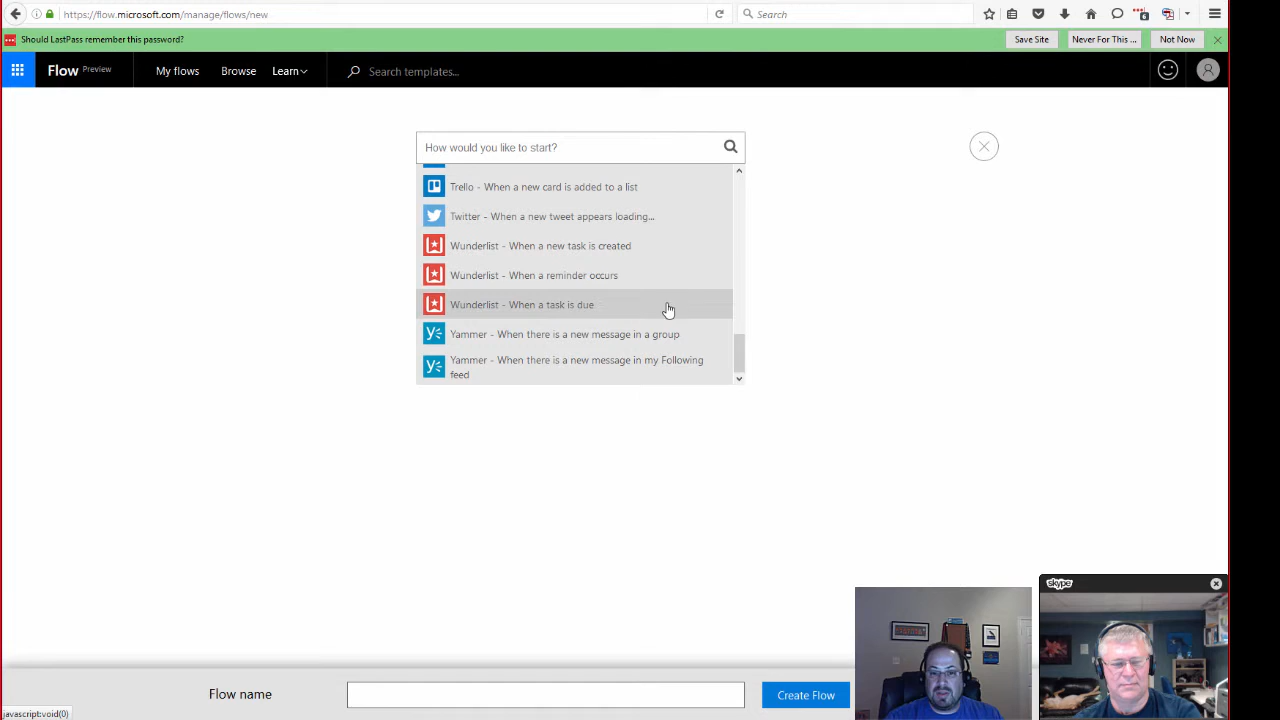 https://flow.microsoft.com/manage/flows/new
Search
6
Should LastPass remember this password?
Save Site
Never For This ...
Not Now
Flow Preview
My flows
Browse
Learn
Search templates...
How would you like to start?
Trello - When a new card is added to a list
Twitter - When a new tweet appears loading...
Wunderlist - When a new task is created
Wunderlist - When a reminder occurs
Wunderlist - When a task is due
Yammer - When there is a new message in a group
Yammer - When there is a new message in my Following
feed
skype
Flow name
Create Flow
javascript:void(0)